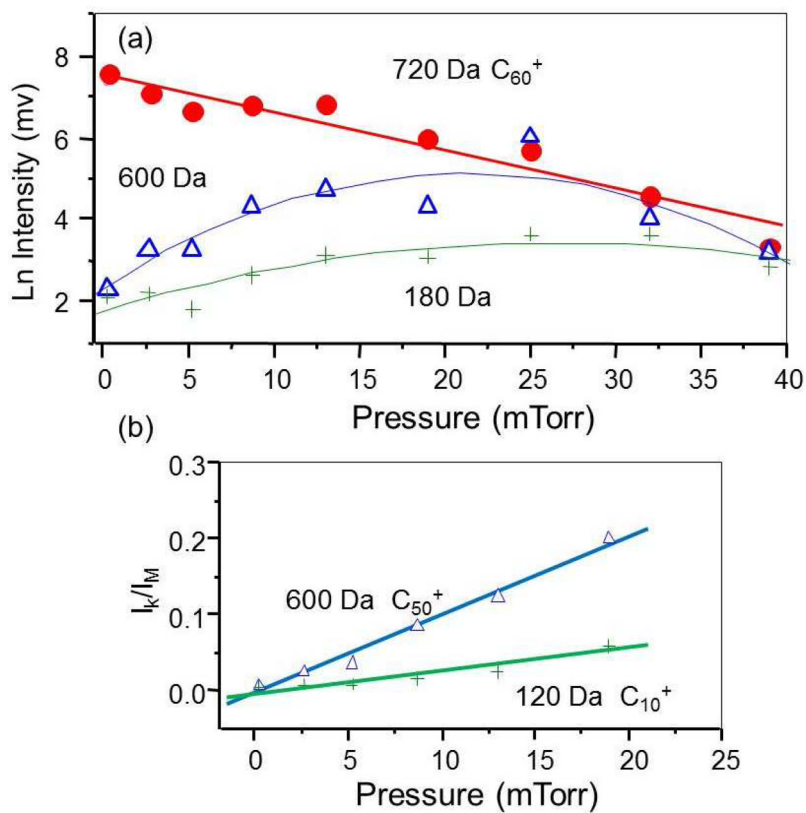 (a)
720 Da C60+
600 Da
180 Da
Ln Intensity (mv)
8
6
4
2
0 5 10 15 20 25 30 35 40
Pressure (mTorr)
(b)
0.3
0.2
0.1
0.0
Ik/IM
600 Da C50+
120 Da C10+
0 5 10 15 20 25
Pressure (mTorr)